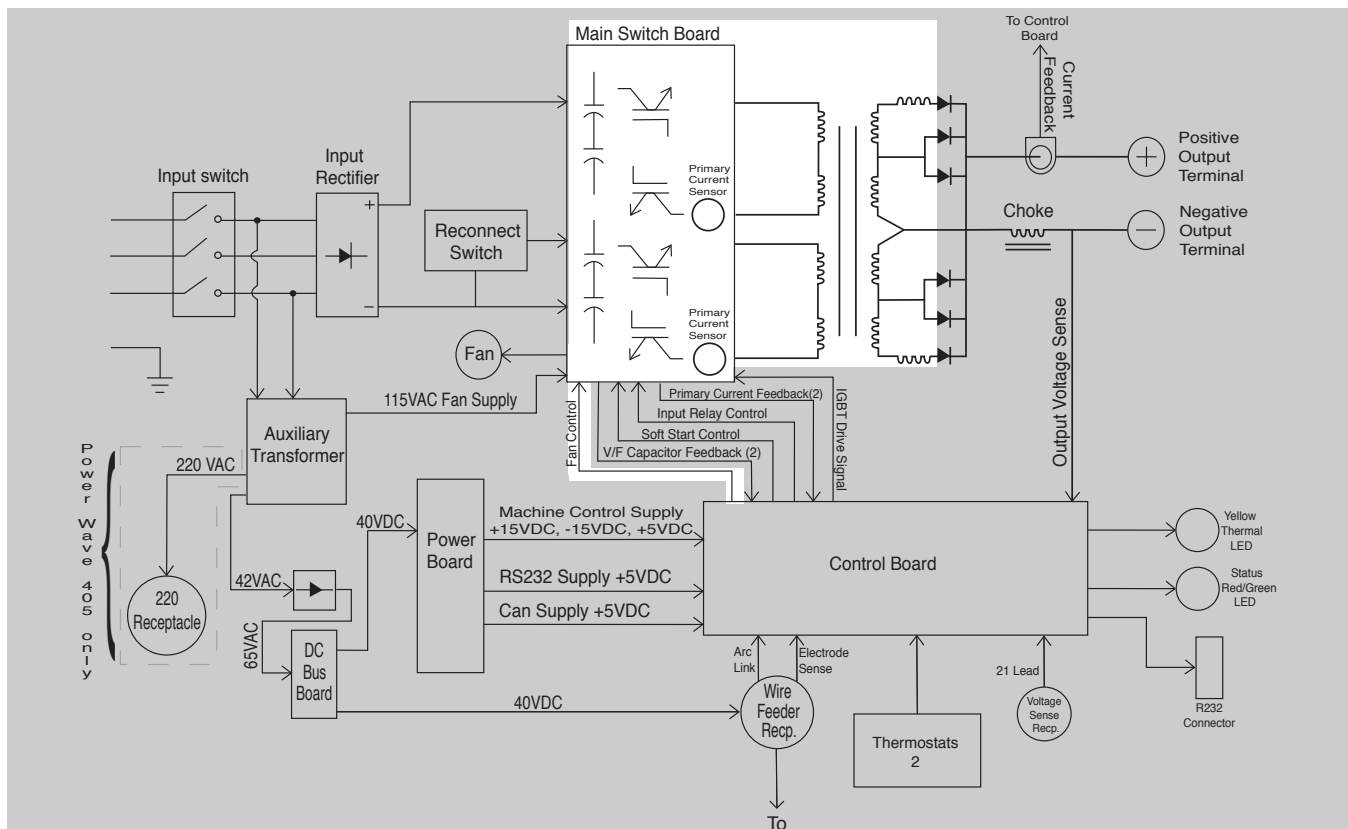 Main Switch Board
To Control
Board
Current
Feedback
Positive
Output
Terminal
Input switch
Input
Rectifier
+
Primary
Current
Sensor
+
Reconnect
Switch
Choke
Negative
Output
Terminal
−
−
Primary
Current
Sensor
Fan
Output Voltage Sense
115VAC Fan Supply
Primary Current Feedback(2)
Input Relay Control
Soft Start Control
V/F Capacitor Feedback (2)
Fan Control
IGBT Drive Signal
Auxiliary
Transformer
220 VAC
Power Wave 405 only
220
Receptacle
42VAC
65VAC
DC
Bus
Board
40VDC
Power
Board
Machine Control Supply
+15VDC, -15VDC, +5VDC
RS232 Supply +5VDC
Can Supply +5VDC
Control Board
Yellow
Thermal
LED
Status
Red/Green
LED
Arc
Link
Electrode
Sense
21 Lead
40VDC
Wire
Feeder
Recp.
Thermostats
2
Voltage
Sense
Recp.
R232
Connector
To